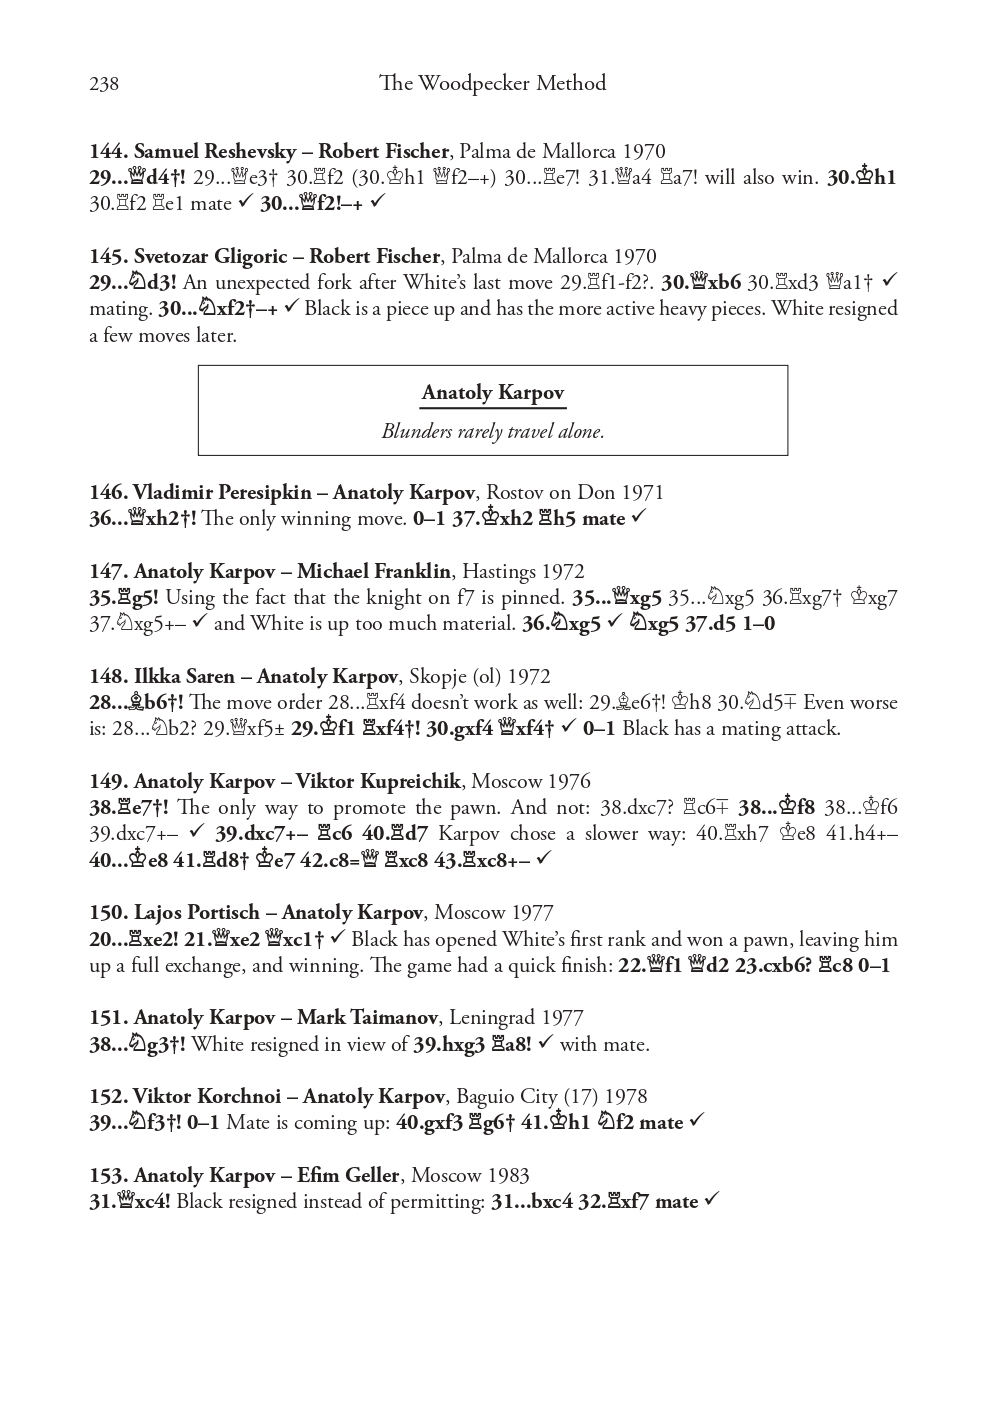 238 The Woodpecker Method
144. Samuel Reshevsky – Robert Fischer, Palma de Mallorca 1970
29...♕d4†! 29...♕e3† 30.♖f2 (30.♔h1 ♕f2–+) 30...♖e7! 31.♕a4 ♖a7! will also win. 30.♔h1
30.♖f2 ♖e1 mate ✓ 30...♕f2!–+ ✓
145. Svetozar Gligoric – Robert Fischer, Palma de Mallorca 1970
29...♘d3! An unexpected fork after White’s last move 29.♖f1-f2?. 30.♕xb6 30.♖xd3 ♕a1† ✓
mating. 30...♘xf2†–+ ✓ Black is a piece up and has the more active heavy pieces. White resigned
a few moves later.
Anatoly Karpov
Blunders rarely travel alone.
146. Vladimir Peresipkin – Anatoly Karpov, Rostov on Don 1971
36...♕xh2†! The only winning move. 0–1 37.♔xh2 ♖h5 mate ✓
147. Anatoly Karpov – Michael Franklin, Hastings 1972
35.♖g5! Using the fact that the knight on f7 is pinned. 35...♕xg5 35...♘xg5 36.♖xg7† ♔xg7
37.♘xg5+– ✓ and White is up too much material. 36.♘xg5 ✓ ♘xg5 37.d5 1–0
148. Ilkka Saren – Anatoly Karpov, Skopje (ol) 1972
28...♗b6†! The move order 28...♖xf4 doesn’t work as well: 29.♗e6†! ♔h8 30.♘d5∓ Even worse
is: 28...♘b2? 29.♕xf5± 29.♔f1 ♖xf4†! 30.gxf4 ♕xf4† ✓ 0–1 Black has a mating attack.
149. Anatoly Karpov – Viktor Kupreichik, Moscow 1976
38.♖e7†! The only way to promote the pawn. And not: 38.dxc7? ♖c6∓ 38...♔f8 38...♔f6
39.dxc7+– ✓ 39.dxc7+– ♖c6 40.♖d7 Karpov chose a slower way: 40.♖xh7 ♔e8 41.h4+–
40...♔e8 41.♖d8† ♔e7 42.c8=♕ ♖xc8 43.♖xc8+– ✓
150. Lajos Portisch – Anatoly Karpov, Moscow 1977
20...♖xe2! 21.♕xe2 ♕xc1† ✓ Black has opened White’s first rank and won a pawn, leaving him
up a full exchange, and winning. The game had a quick finish: 22.♕f1 ♕d2 23.cxb6? ♖c8 0–1
151. Anatoly Karpov – Mark Taimanov, Leningrad 1977
38...♘g3†! White resigned in view of 39.hxg3 ♖a8! ✓ with mate.
152. Viktor Korchnoi – Anatoly Karpov, Baguio City (17) 1978
39...♘f3†! 0–1 Mate is coming up: 40.gxf3 ♖g6† 41.♔h1 ♘f2 mate ✓
153. Anatoly Karpov – Efim Geller, Moscow 1983
31.♕xc4! Black resigned instead of permitting: 31...bxc4 32.♖xf7 mate ✓